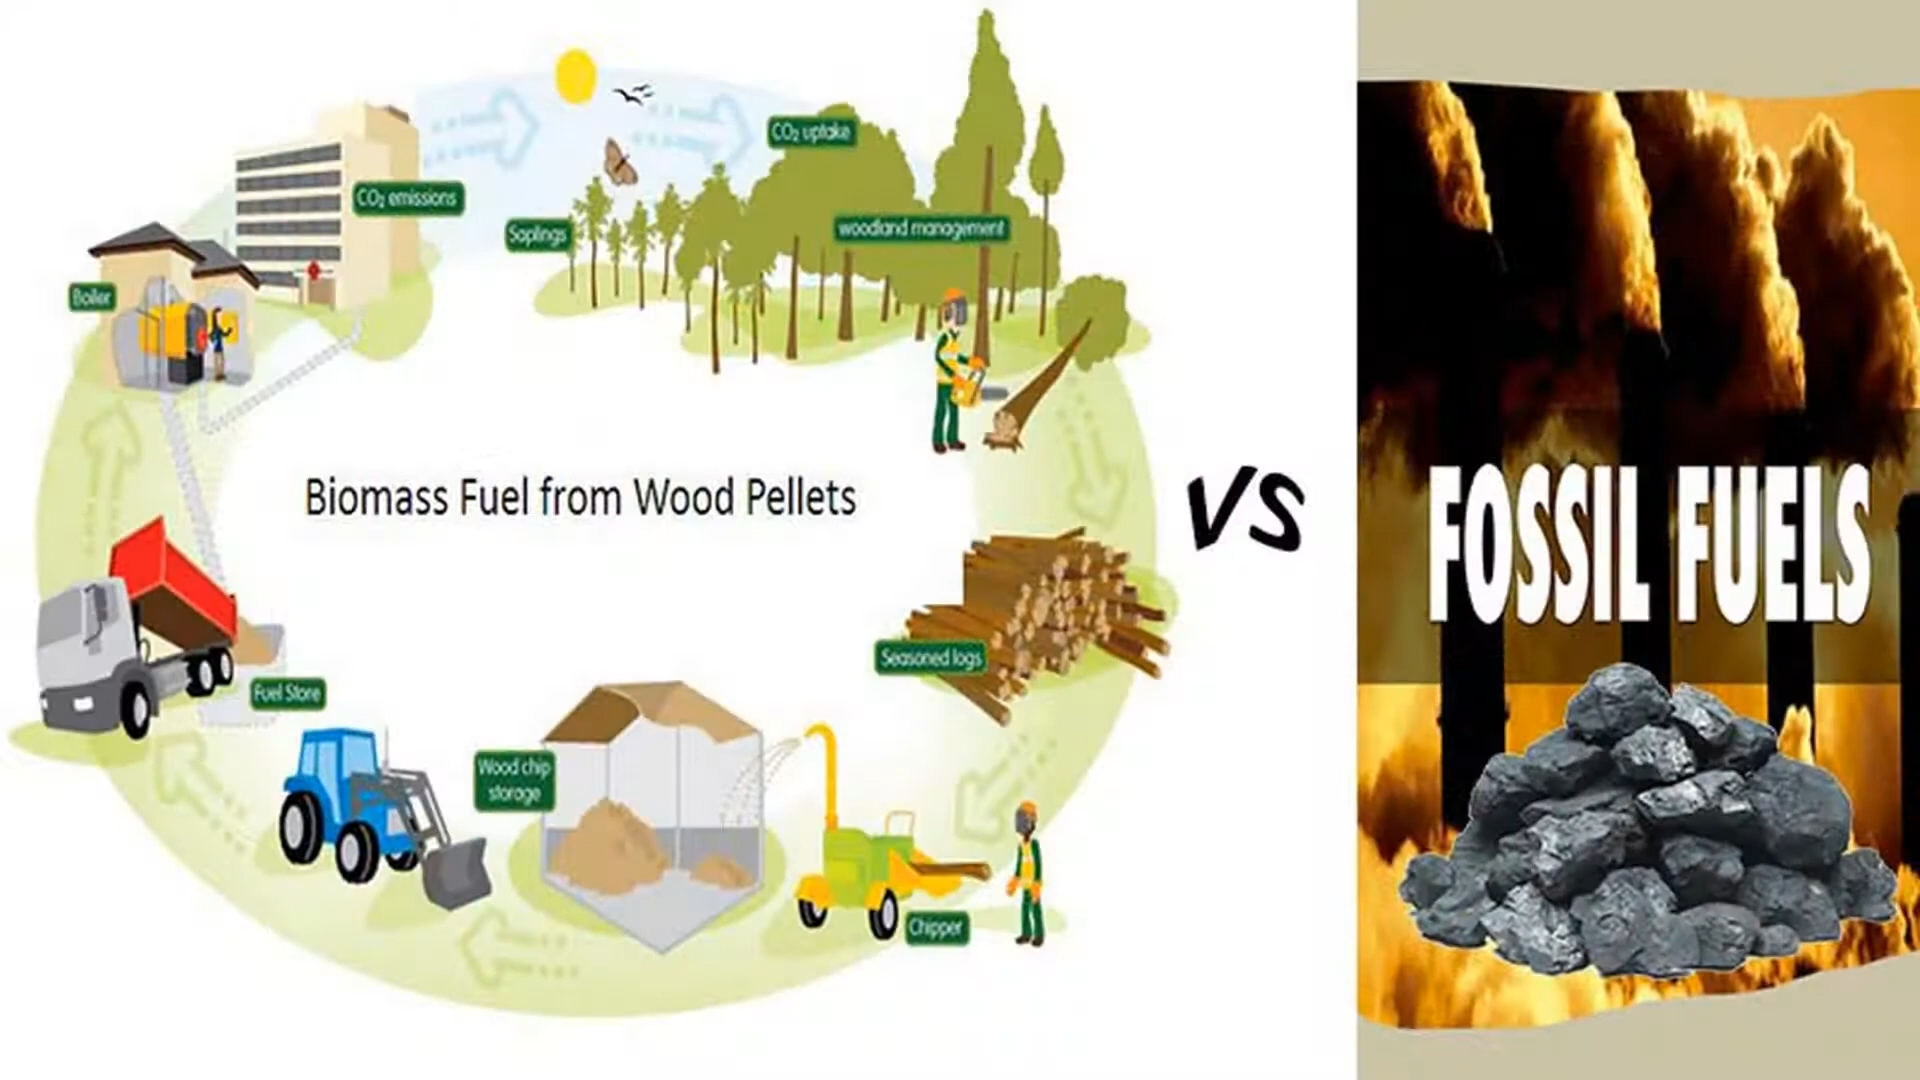 CO₂ uptake
CO₂ emissions
Saplings
woodland management
Boiler
Biomass Fuel from Wood Pellets
VS
FOSSIL FUELS
Seasoned logs
Fuel Store
Wood chip
storage
Chipper